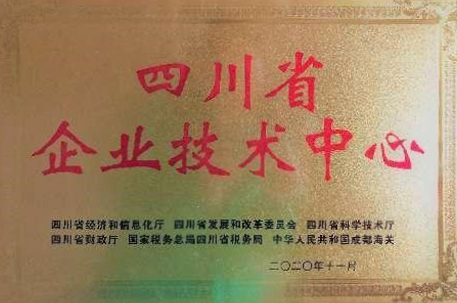 四川省
企业技术中心
四川省经济和信息化厅 四川省发展和改革委员会 四川省科学技术厅
四川省财政厅 国家税务总局四川省税务局 中华人民共和国成都海关
二〇二〇年十一月